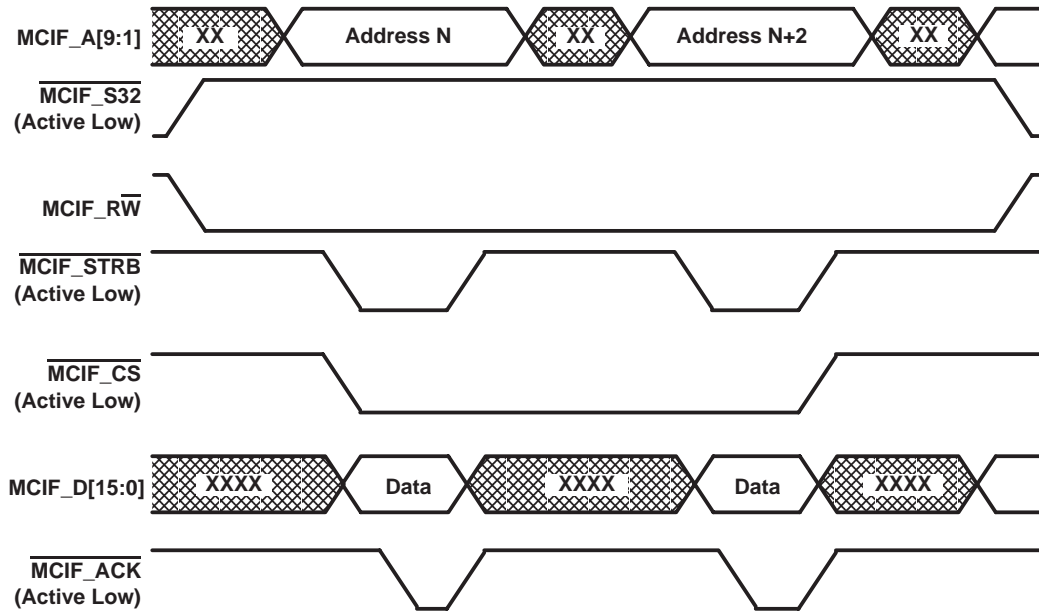 MCIF_A[9:1] XX Address N XX Address N+2 XX
MCIF_S32
(Active Low)
MCIF_RW
MCIF_STRB
(Active Low)
MCIF_CS
(Active Low)
MCIF_D[15:0] XXXX Data XXXX Data XXXX
MCIF_ACK
(Active Low)